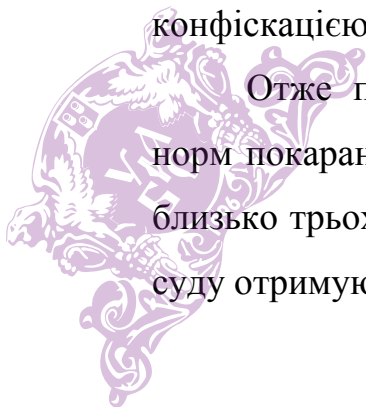 конфіскацією
Отже п
норм покаран
близько трьох
суду отримую